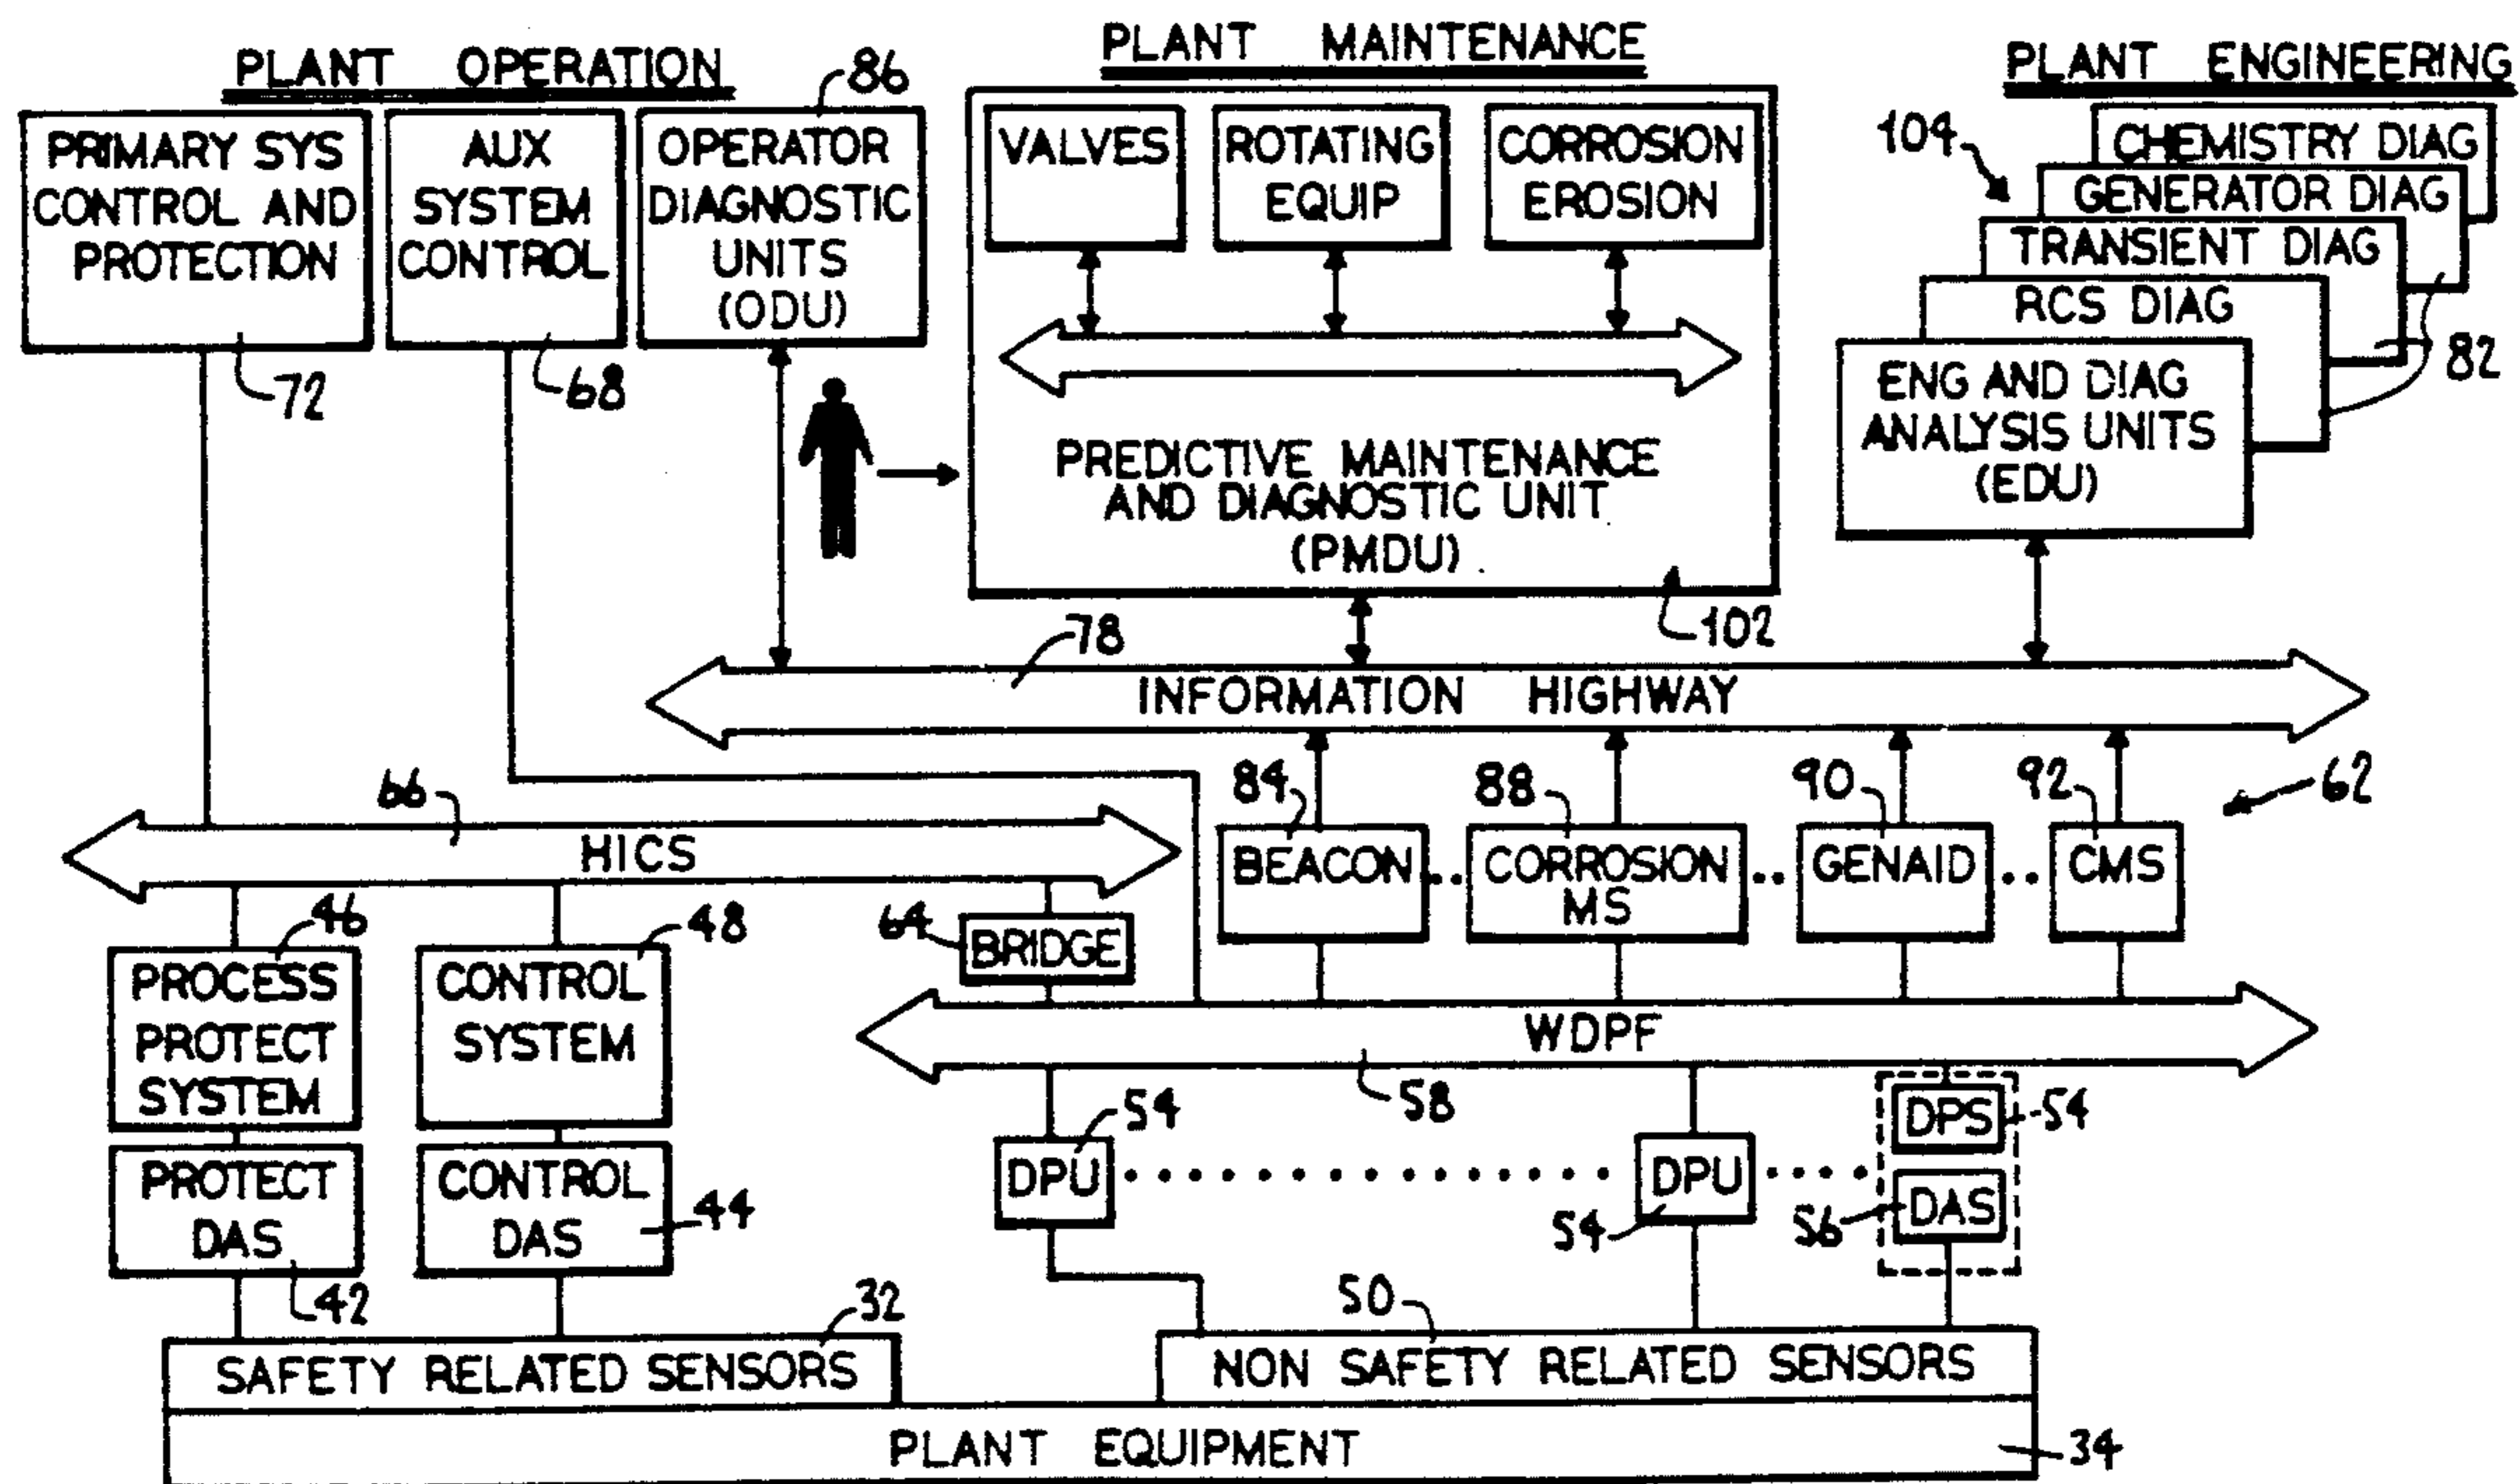 PLANT OPERATION
PLANT MAINTENANCE
PLANT ENGINEERING
86
PRIMARY SYS
CONTROL AND
PROTECTION
72
AUX
SYSTEM
CONTROL
68
OPERATOR
DIAGNOSTIC
UNITS
(ODU)
VALVES
ROTATING
EQUIP
CORROSION
EROSION
PREDICTIVE MAINTENANCE
AND DIAGNOSTIC UNIT
(PMDU)
102
104
CHEMISTRY DIAG
GENERATOR DIAG
TRANSIENT DIAG
RCS DIAG
82
ENG AND DIAG
ANALYSIS UNITS
(EDU)
78
INFORMATION HIGHWAY
66
HICS
84
88
90
92
62
BEACON
CORROSION
MS
GENAID
CMS
64
BRIDGE
46
48
PROCESS
PROTECT
SYSTEM
CONTROL
SYSTEM
WDPF
58
54
DPU
DPU
54
DPS
54
DAS
56
PROTECT
DAS
42
CONTROL
DAS
44
32
50
SAFETY RELATED SENSORS
NON SAFETY RELATED SENSORS
PLANT EQUIPMENT
34